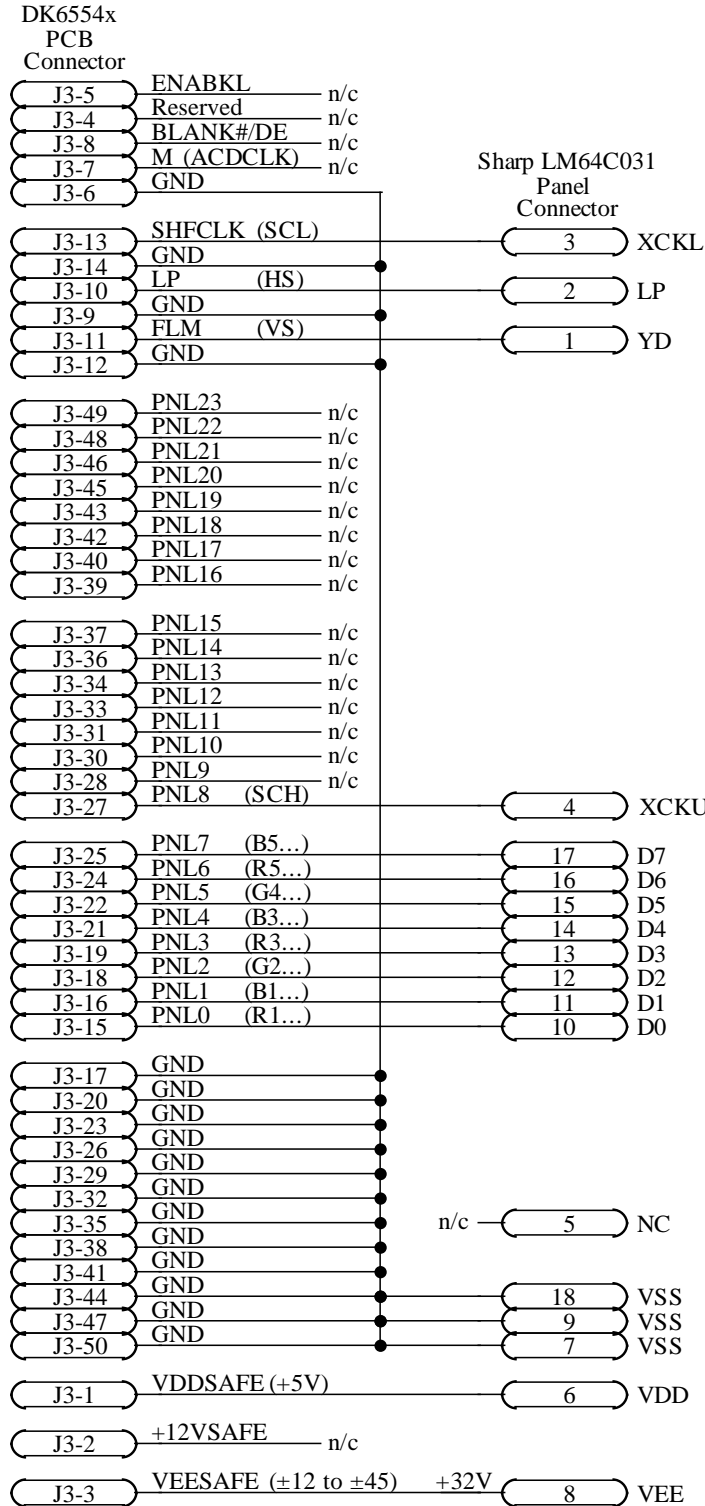 DK6554x
PCB
Connector
J3-5 ENABKL n/c
J3-4 Reserved n/c
J3-8 BLANK#/DE n/c
J3-7 M (ACDCLK) n/c
J3-6 GND
Sharp LM64C031
Panel
Connector
J3-13 SHFCLK (SCL) 3 XCKL
J3-14 GND
J3-10 LP (HS) 2 LP
J3-9 GND
J3-11 FLM (VS) 1 YD
J3-12 GND
J3-49 PNL23 n/c
J3-48 PNL22 n/c
J3-46 PNL21 n/c
J3-45 PNL20 n/c
J3-43 PNL19 n/c
J3-42 PNL18 n/c
J3-40 PNL17 n/c
J3-39 PNL16 n/c
J3-37 PNL15 n/c
J3-36 PNL14 n/c
J3-34 PNL13 n/c
J3-33 PNL12 n/c
J3-31 PNL11 n/c
J3-30 PNL10 n/c
J3-28 PNL9 n/c
J3-27 PNL8 (SCH) 4 XCKU
J3-25 PNL7 (B5...) 17 D7
J3-24 PNL6 (R5...) 16 D6
J3-22 PNL5 (G4...) 15 D5
J3-21 PNL4 (B3...) 14 D4
J3-19 PNL3 (R3...) 13 D3
J3-18 PNL2 (G2...) 12 D2
J3-16 PNL1 (B1...) 11 D1
J3-15 PNL0 (R1...) 10 D0
J3-17 GND
J3-20 GND
J3-23 GND
J3-26 GND
J3-29 GND
J3-32 GND
J3-35 GND n/c 5 NC
J3-38 GND
J3-41 GND
J3-44 GND 18 VSS
J3-47 GND 9 VSS
J3-50 GND 7 VSS
J3-1 VDDSAFE (+5V) 6 VDD
J3-2 +12VSAFE n/c
J3-3 VEESAFE (±12 to ±45) +32V 8 VEE